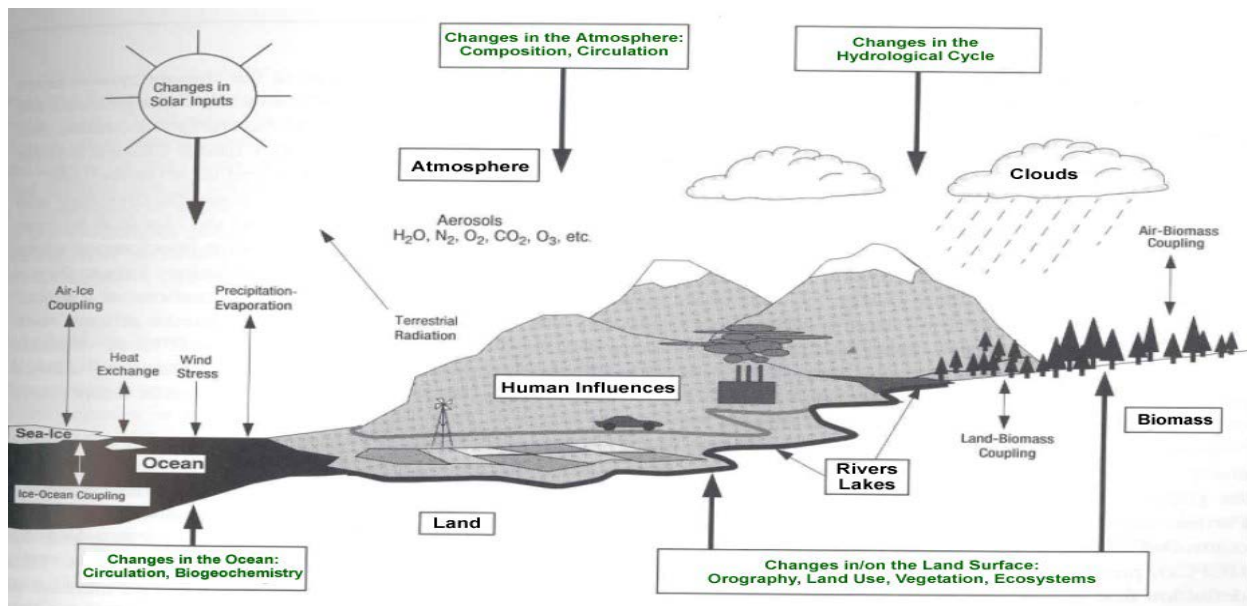 Changes in
Solar Inputs
Changes in the Atmosphere:
Composition, Circulation
Changes in the
Hydrological Cycle
Atmosphere
Clouds
Aerosols
H₂O, N₂, O₂, CO₂, O₃, etc.
Air-Biomass
Coupling
Air-Ice
Coupling
Precipitation-
Evaporation
Terrestrial
Radiation
Heat
Exchange
Wind
Stress
Human Influences
Sea-Ice
Ocean
Ice-Ocean Coupling
Land-Biomass
Coupling
Biomass
Rivers
Lakes
Land
Changes in the Ocean:
Circulation, Biogeochemistry
Changes in/on the Land Surface:
Orography, Land Use, Vegetation, Ecosystems